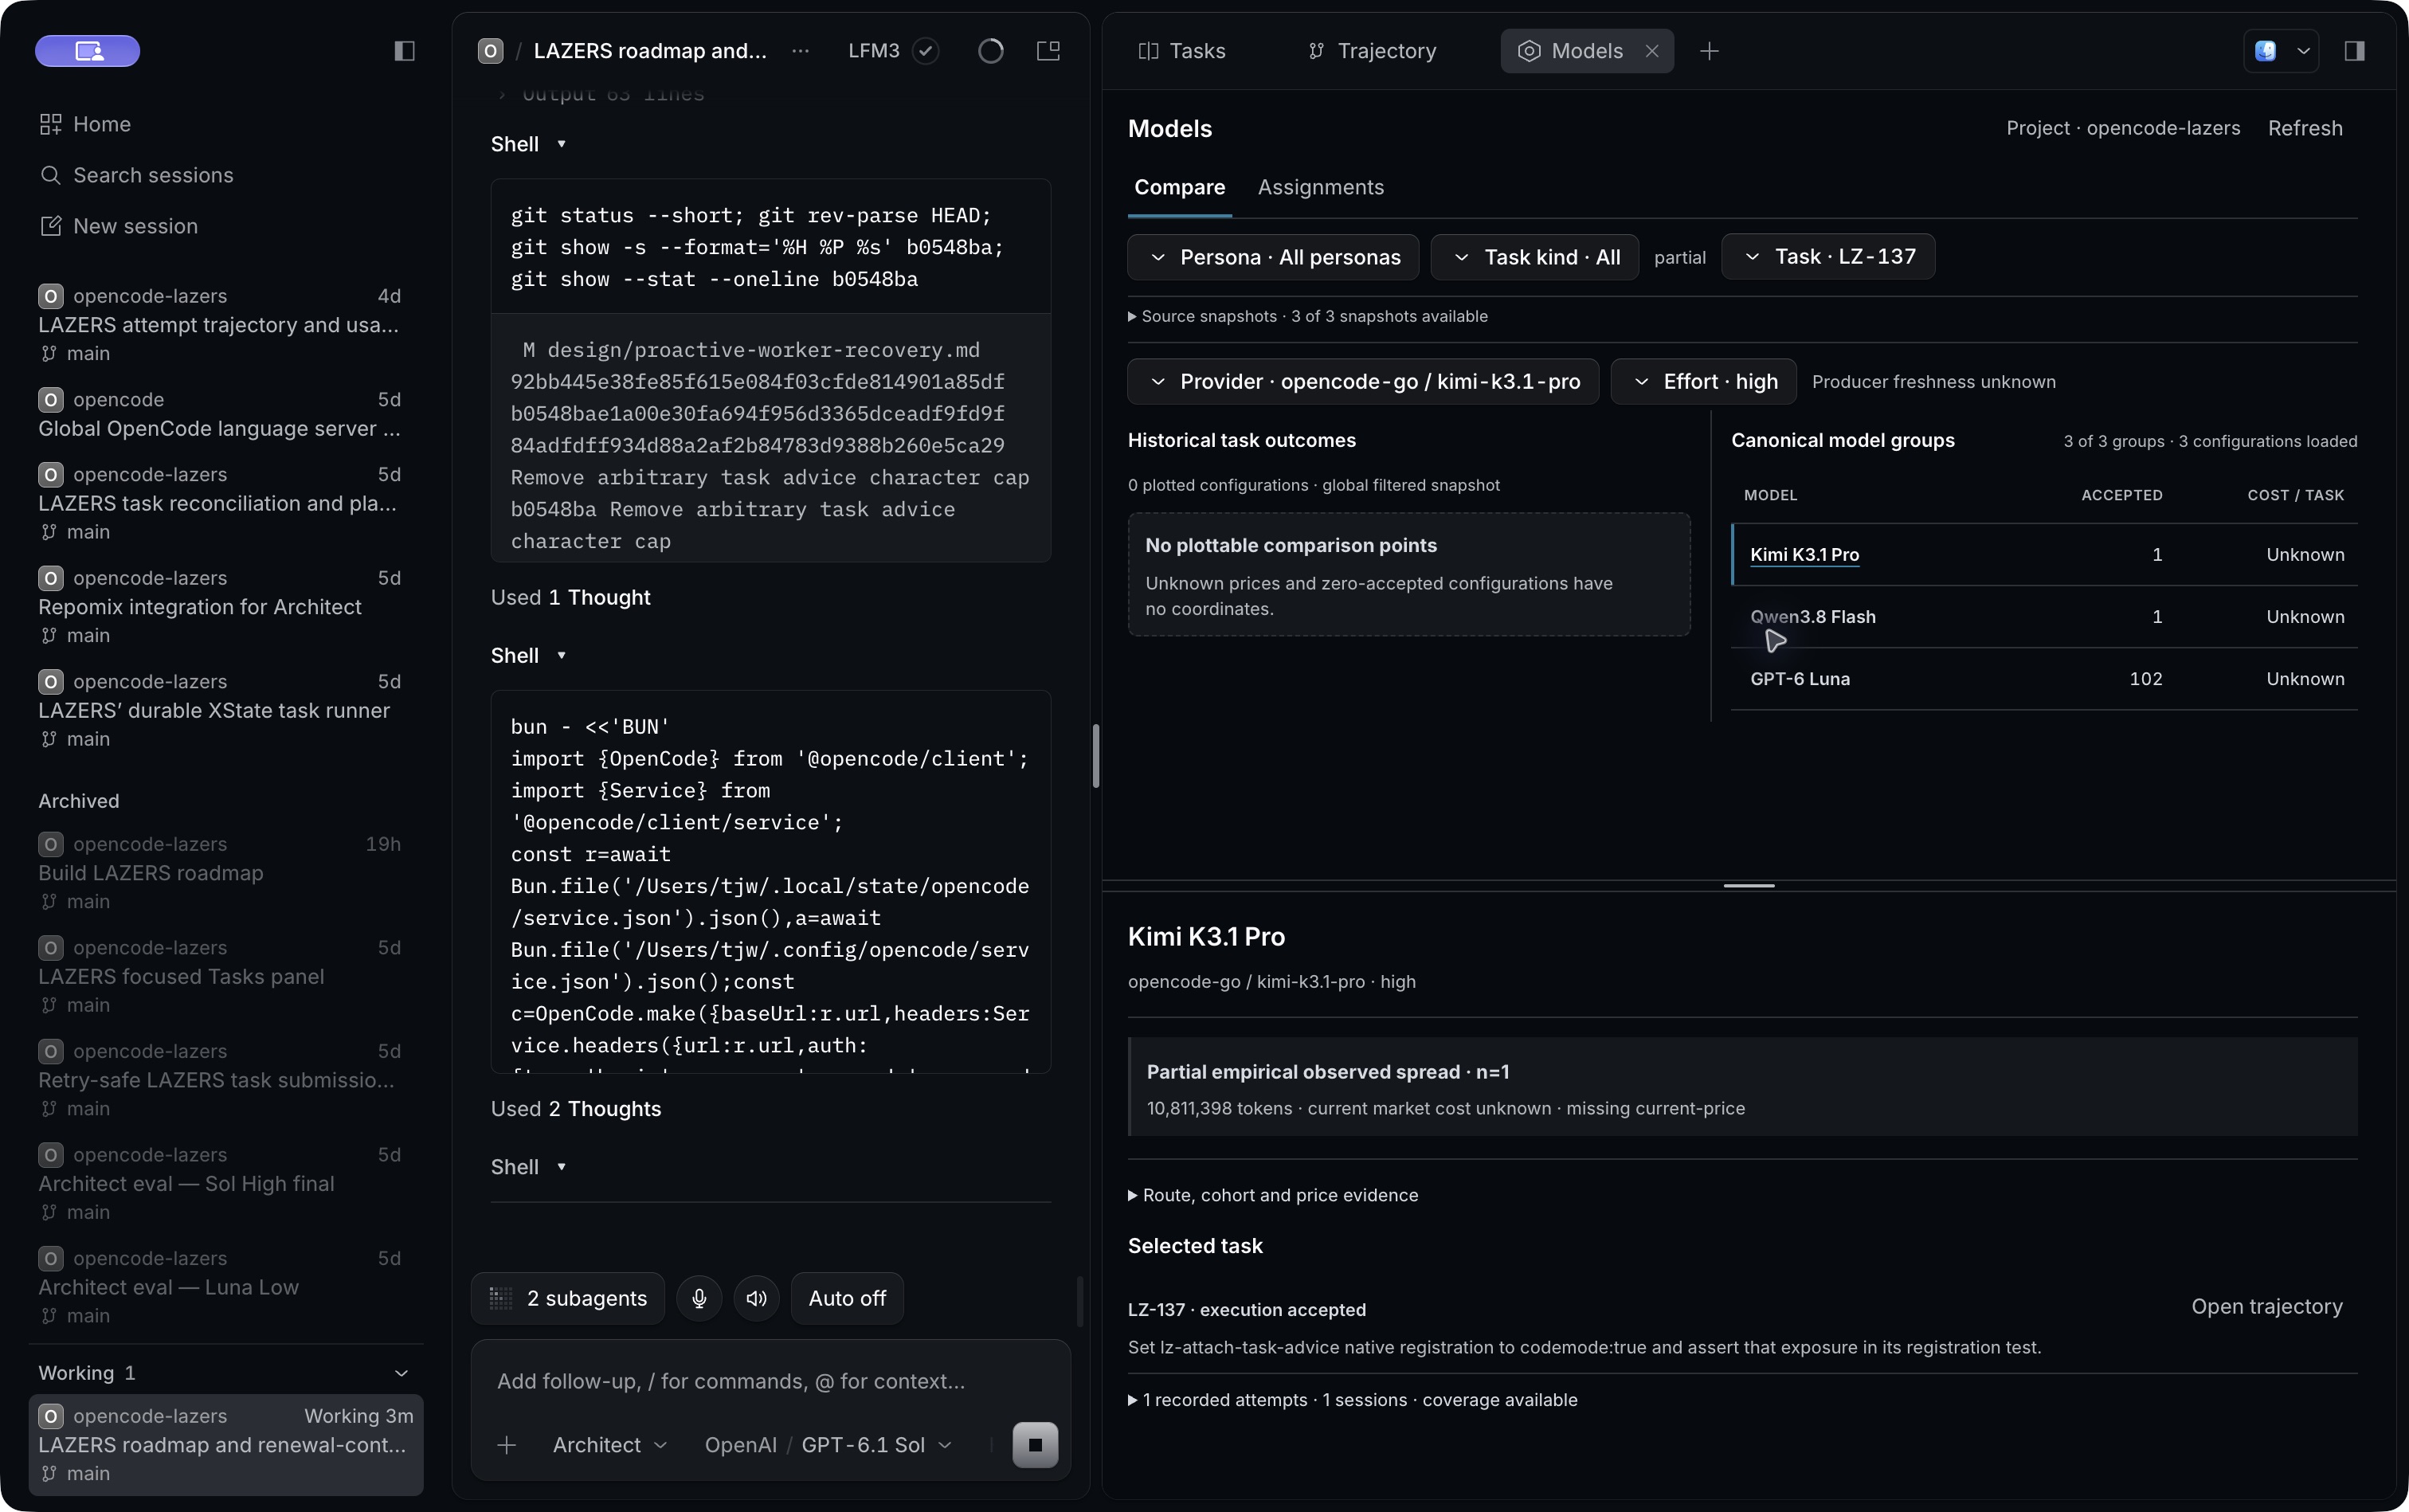 Home
Search sessions
New session
O opencode-lazers 4d
LAZERS attempt trajectory and usa...
main
O opencode 5d
Global OpenCode language server ...
O opencode-lazers 5d
LAZERS task reconciliation and pla...
main
O opencode-lazers 5d
Repomix integration for Architect
main
O opencode-lazers 5d
LAZERS’ durable XState task runner
main
Archived
O opencode-lazers 19h
Build LAZERS roadmap
main
O opencode-lazers 5d
LAZERS focused Tasks panel
main
O opencode-lazers 5d
Retry-safe LAZERS task submissio...
main
O opencode-lazers 5d
Architect eval — Sol High final
main
O opencode-lazers 5d
Architect eval — Luna Low
main
Working 1
O opencode-lazers Working 3m
LAZERS roadmap and renewal-cont...
main
O / LAZERS roadmap and... ··· LFM3
Output 63 lines
Shell
git status --short; git rev-parse HEAD;
git show -s --format='%H %P %s' b0548ba;
git show --stat --oneline b0548ba
M design/proactive-worker-recovery.md
92bb445e38fe85f615e084f03cfde814901a85df
b0548bae1a00e30fa694f956d3365dceadf9fd9f
84adfdff934d88a2af2b84783d9388b260e5ca29
Remove arbitrary task advice character cap
b0548ba Remove arbitrary task advice
character cap
Used 1 Thought
Shell
bun - <<'BUN'
import {OpenCode} from '@opencode/client';
import {Service} from
'@opencode/client/service';
const r=await
Bun.file('/Users/tjw/.local/state/opencode
/service.json').json(),a=await
Bun.file('/Users/tjw/.config/opencode/serv
ice.json').json();const
c=OpenCode.make({baseUrl:r.url,headers:Ser
vice.headers({url:r.url,auth:
Used 2 Thoughts
Shell
2 subagents Auto off
Add follow-up, / for commands, @ for context...
Architect OpenAI / GPT-6.1 Sol
Tasks Trajectory Models
Models Project · opencode-lazers Refresh
Compare Assignments
Persona · All personas Task kind · All partial Task · LZ-137
Source snapshots · 3 of 3 snapshots available
Provider · opencode-go / kimi-k3.1-pro Effort · high Producer freshness unknown
Historical task outcomes
0 plotted configurations · global filtered snapshot
No plottable comparison points
Unknown prices and zero-accepted configurations have
no coordinates.
Canonical model groups 3 of 3 groups · 3 configurations loaded
MODEL ACCEPTED COST / TASK
Kimi K3.1 Pro 1 Unknown
Qwen3.8 Flash 1 Unknown
GPT-6 Luna 102 Unknown
Kimi K3.1 Pro
opencode-go / kimi-k3.1-pro · high
Partial empirical observed spread · n=1
10,811,398 tokens · current market cost unknown · missing current-price
Route, cohort and price evidence
Selected task
LZ-137 · execution accepted Open trajectory
Set lz-attach-task-advice native registration to codemode:true and assert that exposure in its registration test.
1 recorded attempts · 1 sessions · coverage available